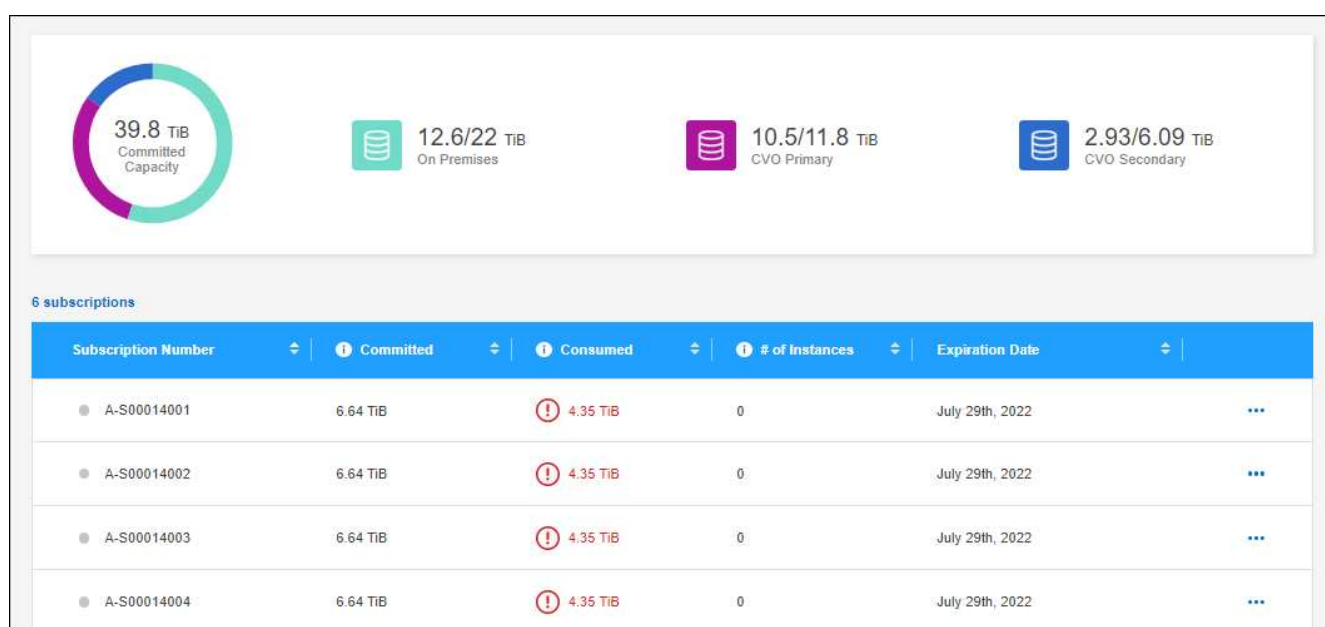 39.8 TiB
Committed
Capacity
12.6/22 TiB
On Premises
10.5/11.8 TiB
CVO Primary
2.93/6.09 TiB
CVO Secondary
6 subscriptions
Subscription Number Committed Consumed # of Instances Expiration Date
A-S00014001 6.64 TiB 4.35 TiB 0 July 29th, 2022
A-S00014002 6.64 TiB 4.35 TiB 0 July 29th, 2022
A-S00014003 6.64 TiB 4.35 TiB 0 July 29th, 2022
A-S00014004 6.64 TiB 4.35 TiB 0 July 29th, 2022